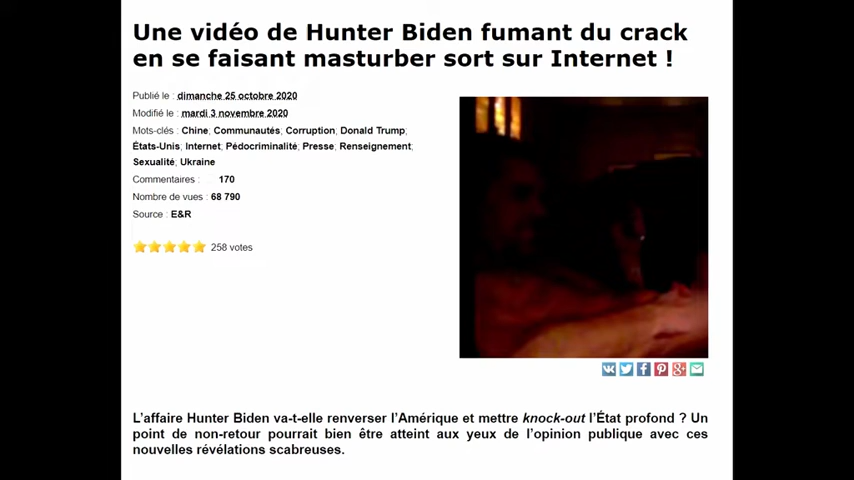 Une vidéo de Hunter Biden fumant du crack
en se faisant masturber sort sur Internet !
Publié le : dimanche 25 octobre 2020
Modifié le : mardi 3 novembre 2020
Mots-clés : Chine; Communautés; Corruption; Donald Trump;
États-Unis; Internet; Pédocriminalité; Presse; Renseignement;
Sexualité; Ukraine
Commentaires : 170
Nombre de vues : 68 790
Source : E&R
258 votes
L'affaire Hunter Biden va-t-elle renverser l'Amérique et mettre knock-out l'État profond ? Un
point de non-retour pourrait bien être atteint aux yeux de l'opinion publique avec ces
nouvelles révélations scabreuses.